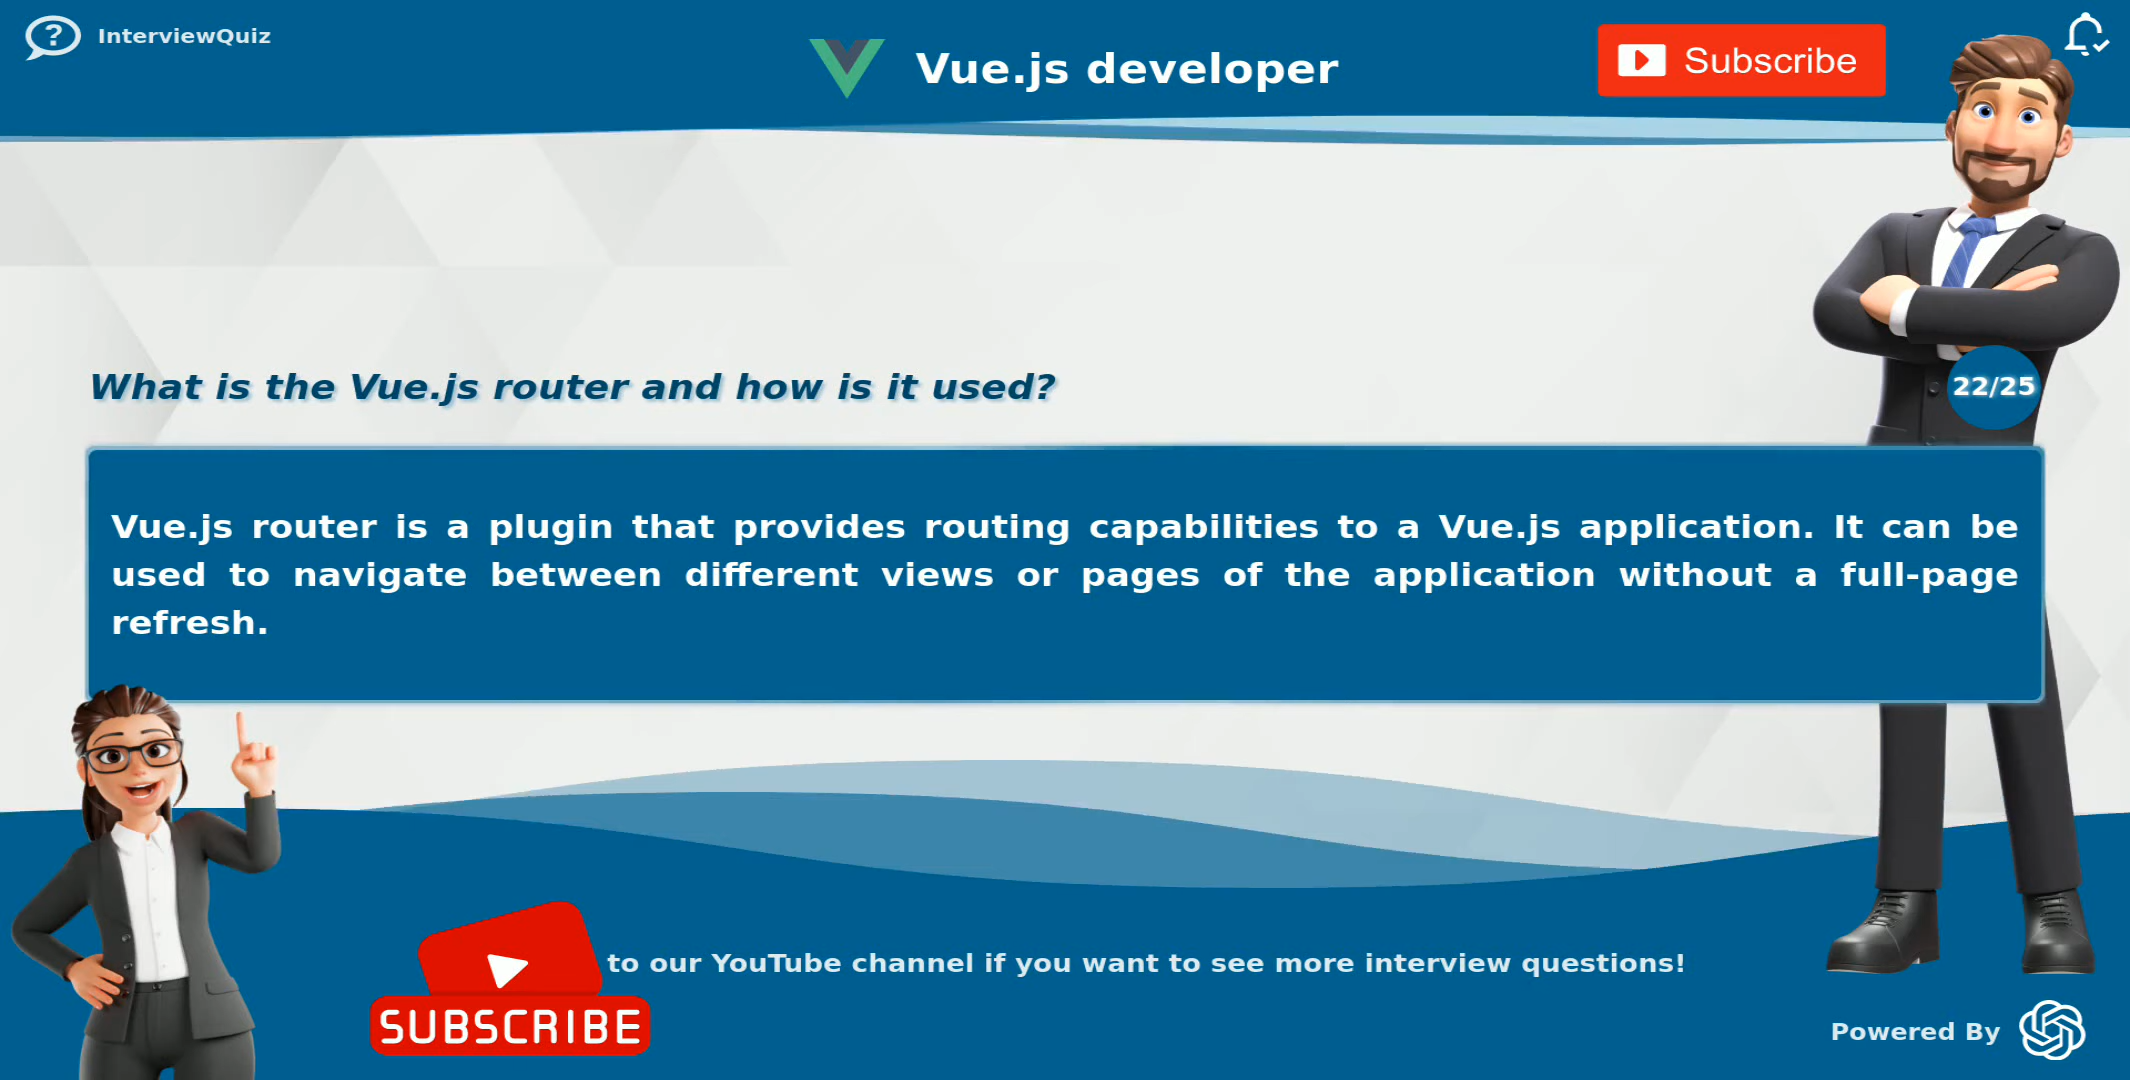 InterviewQuiz
Vue.js developer
Subscribe
What is the Vue.js router and how is it used?
22/25
Vue.js router is a plugin that provides routing capabilities to a Vue.js application. It can be
used to navigate between different views or pages of the application without a full-page
refresh.
to our YouTube channel if you want to see more interview questions!
SUBSCRIBE
Powered By